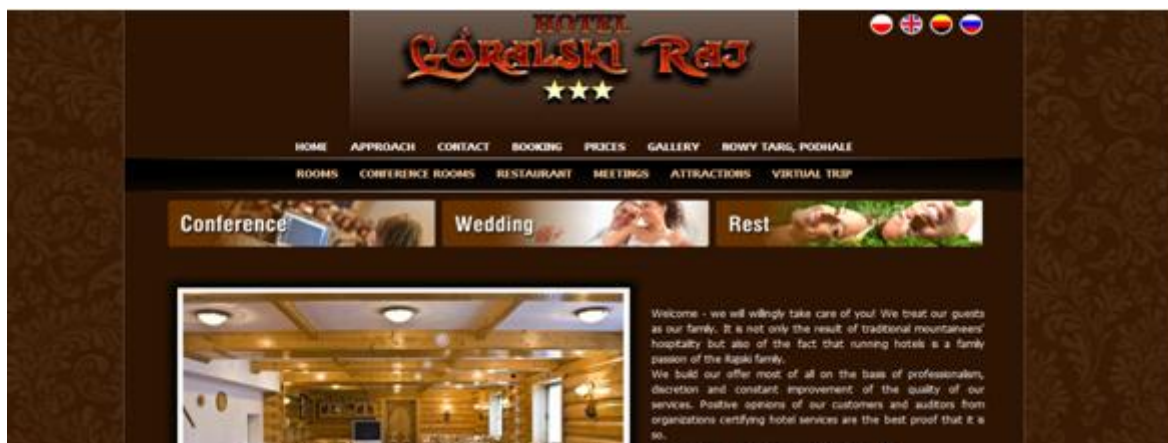 HOTEL
GÓRALSKI RAJ
HOME APPROACH CONTACT BOOKING PRICES GALLERY NOWY TARG, PODHALE
ROOMS CONFERENCE ROOMS RESTAURANT MEETINGS ATTRACTIONS VIRTUAL TRIP
Conference Wedding Rest
Welcome - we will willingly take care of you! We treat our guests
as our family. It is not only the result of traditional mountaineers'
hospitality but also of the fact that running hotels is a family
passion of the Rajski family.
We build our offer most of all on the basis of professionalism,
discretion and constant improvement of the quality of our
services. Positive opinions of our customers and auditors from
organizations certifying hotel services are the best proof that it is
so.